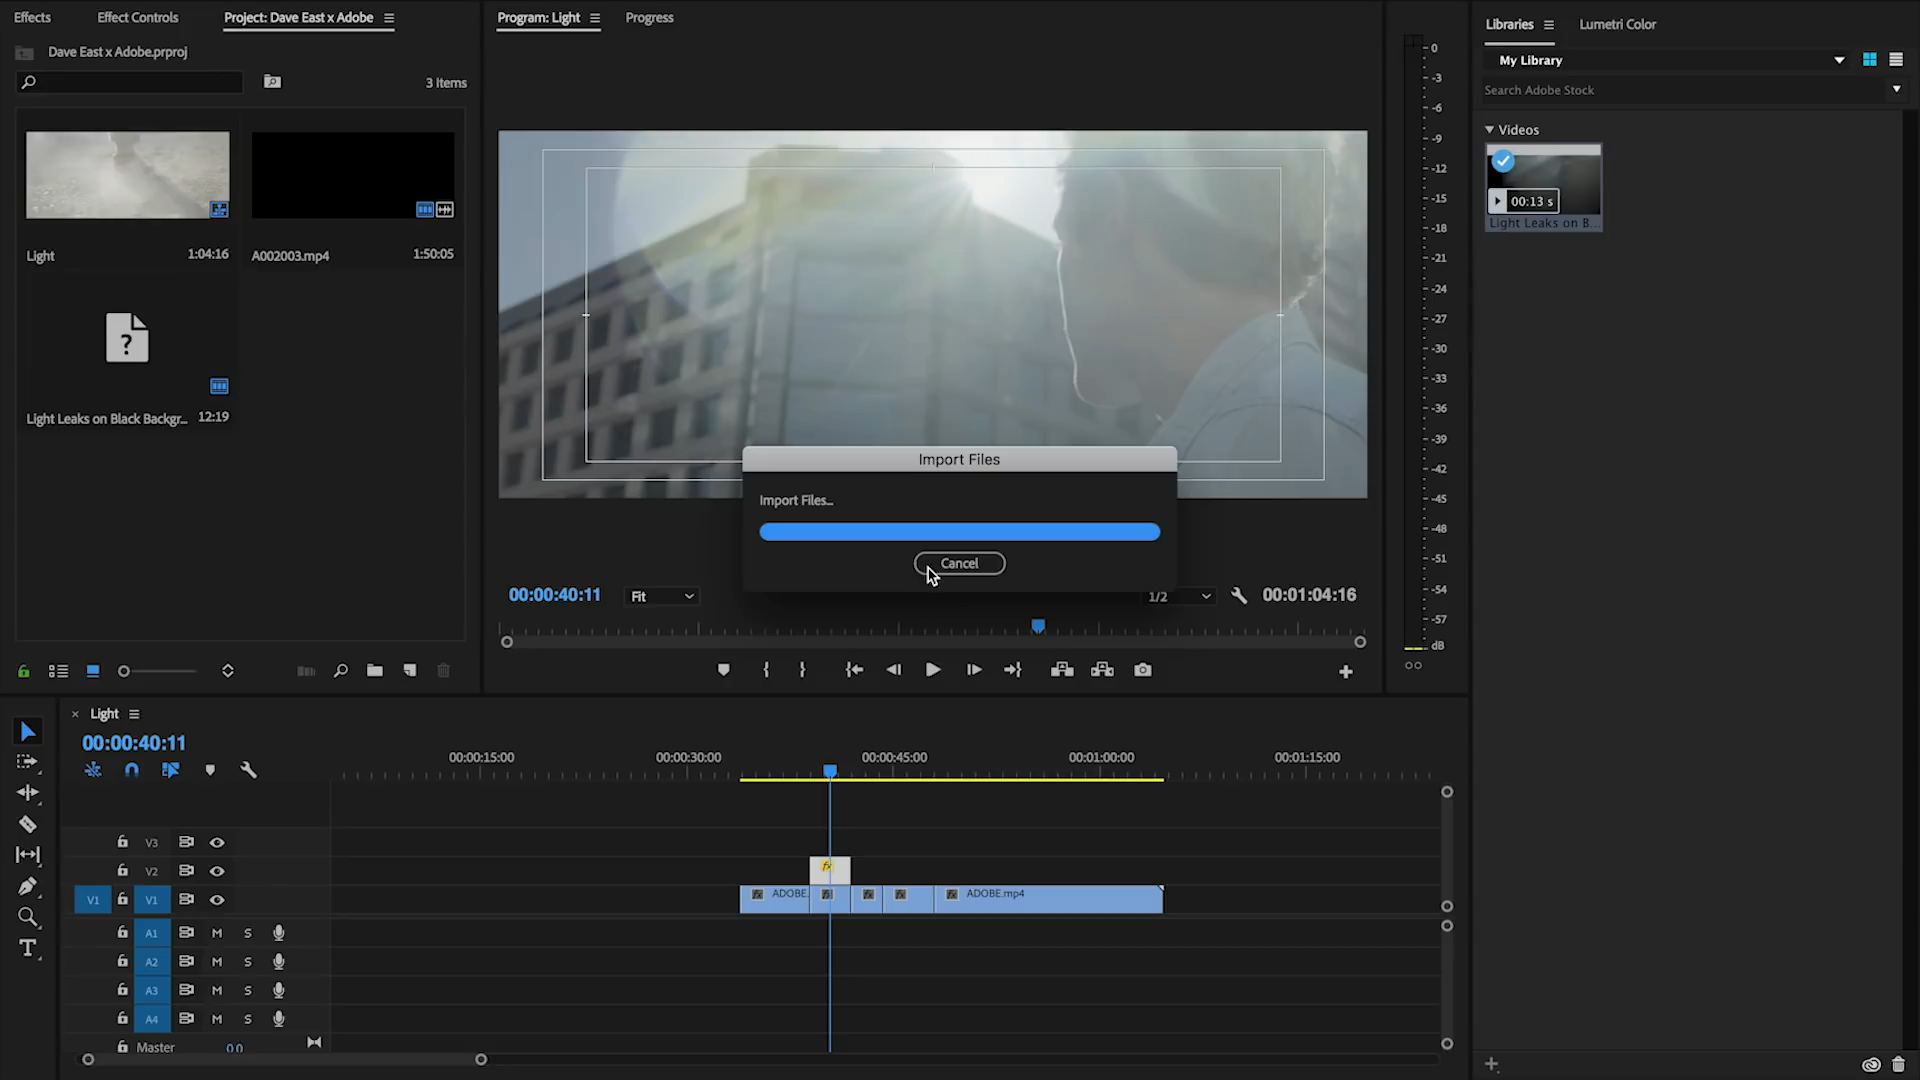 Effects
Effect Controls
Project: Dave East x Adobe
Program: Light
Progress
Libraries
Lumetri Color
Dave East x Adobe.prproj
3 Items
My Library
Search Adobe Stock
Videos
00:13 s
Light Leaks on B...
Light
1:04:16
A002003.mp4
1:50:05
?
Light Leaks on Black Backgr...
12:19
0
-3
-6
-9
-12
-15
-18
-21
-24
-27
-30
-33
-36
-39
-42
-45
-48
-51
-54
-57
dB
Import Files
Import Files...
Cancel
00:00:40:11
Fit
1/2
00:01:04:16
Light
00:00:40:11
00:00:15:00
00:00:30:00
00:00:45:00
00:01:00:00
00:01:15:00
V3
V2
fx
V1
V1
fx
ADOBE.
fx
fx
fx
fx
ADOBE.mp4
A1
M
S
A2
M
S
A3
M
S
A4
M
S
Master
0.0